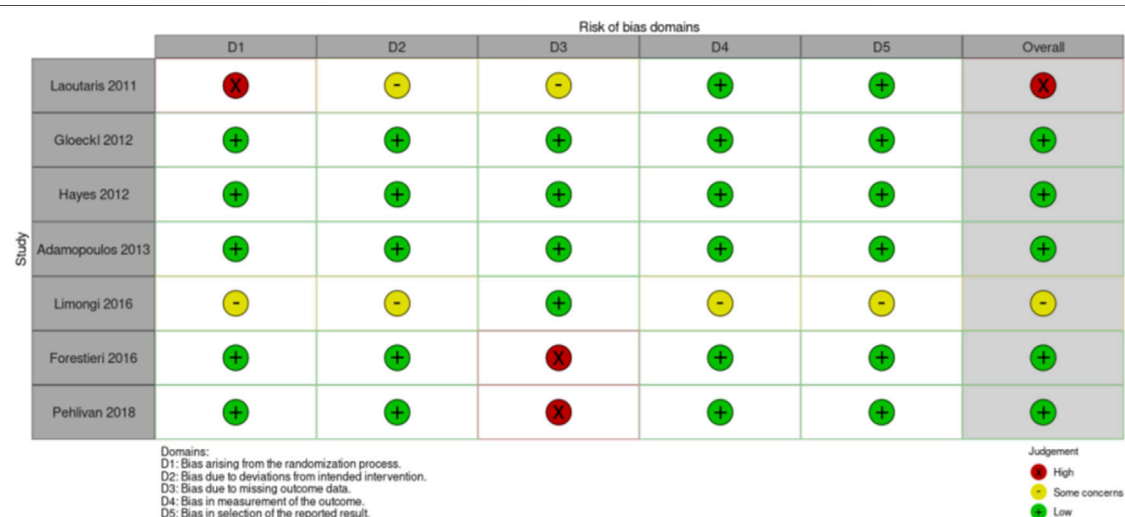 Risk of bias domains
D1 D2 D3 D4 D5 Overall
Study
Laoutaris 2011 X - - + + X
Gloeckl 2012 + + + + + +
Hayes 2012 + + + + + +
Adamopoulos 2013 + + + + + +
Limongi 2016 - - + - - -
Forestieri 2016 + + X + + +
Pehlivan 2018 + + X + + +
Domains:
D1: Bias arising from the randomization process.
D2: Bias due to deviations from intended intervention.
D3: Bias due to missing outcome data.
D4: Bias in measurement of the outcome.
D5: Bias in selection of the reported result.
Judgement
X High
- Some concerns
+ Low